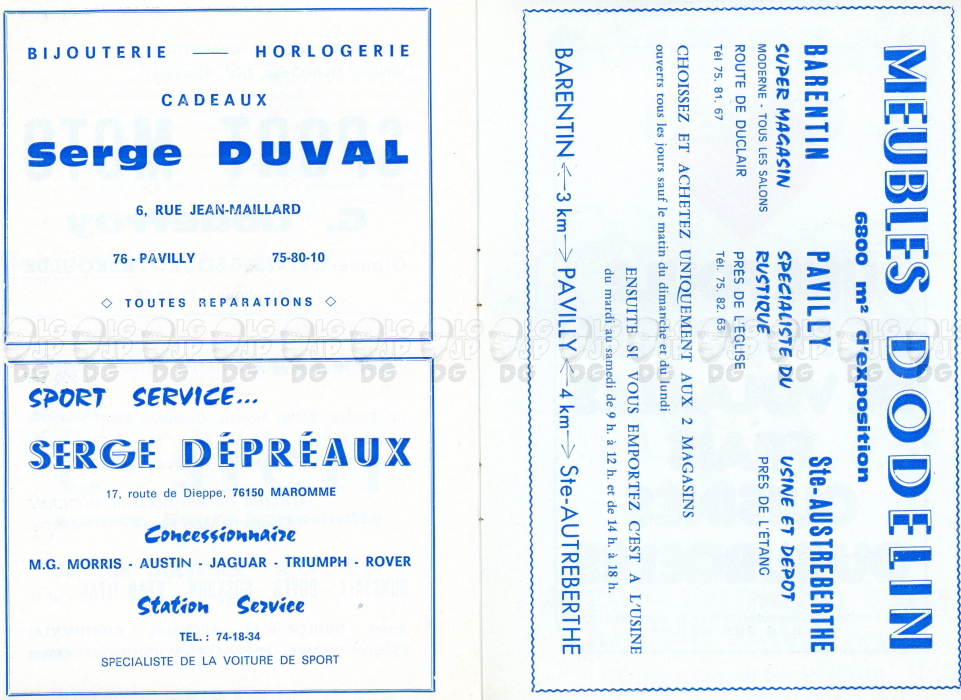 BIJOUTERIE —— HORLOGERIE
CADEAUX
Serge DUVAL
6, RUE JEAN-MAILLARD
76 - PAVILLY 75-80-10
◇ TOUTES REPARATIONS ◇
SPORT SERVICE...
SERGE DÉPRÉAUX
17, route de Dieppe, 76150 MAROMME
Concessionnaire
M.G. MORRIS - AUSTIN - JAGUAR - TRIUMPH - ROVER
Station Service
TEL. : 74-18-34
SPECIALISTE DE LA VOITURE DE SPORT
MEUBLES DODELIN
6800 m² d'exposition
BARENTIN
SUPER MAGASIN
MODERNE - TOUS LES SALONS
ROUTE DE DUCLAIR
Tél 75. 81. 67
PAVILLY
SPECIALISTE DU
RUSTIQUE
PRES DE L'EGLISE
Tél. 75. 82. 63
Ste-AUSTREBERTHE
USINE ET DEPOT
PRES DE L'ÉTANG
CHOISSEZ ET ACHETEZ UNIQUEMENT AUX 2 MAGASINS
ouverts tous les jours sauf le matin du dimanche et du lundi
ENSUITE SI VOUS EMPORTEZ C'EST A L'USINE
du mardi au samedi de 9 h. à 12 h. et de 14 h. à 18 h.
BARENTIN <-- 3 km --> PAVILLY <-- 4 km --> Ste-AUTREBERTHE